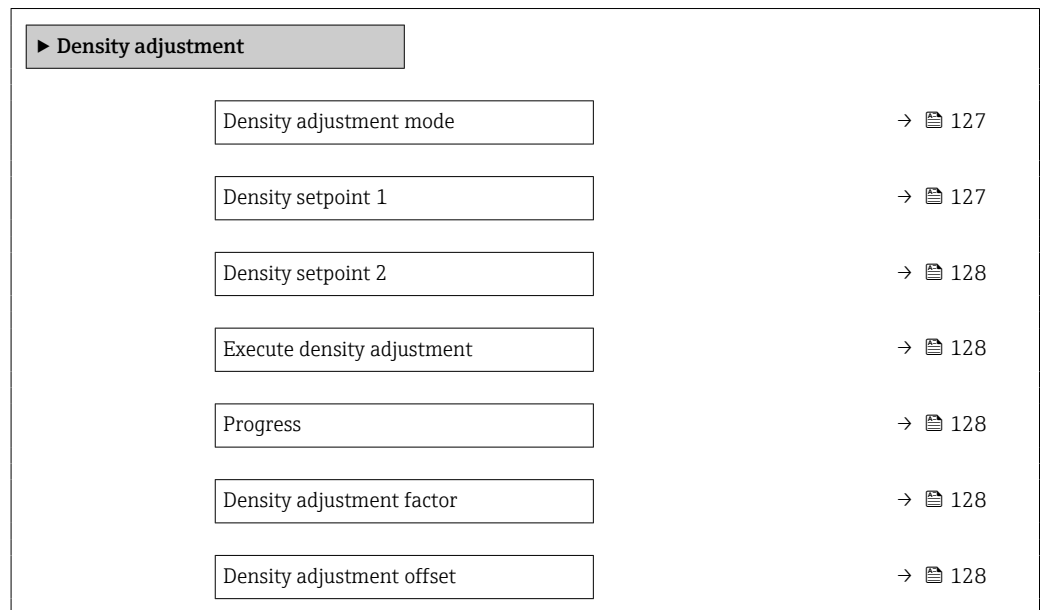 ▶ Density adjustment
Density adjustment mode → 127
Density setpoint 1 → 127
Density setpoint 2 → 128
Execute density adjustment → 128
Progress → 128
Density adjustment factor → 128
Density adjustment offset → 128